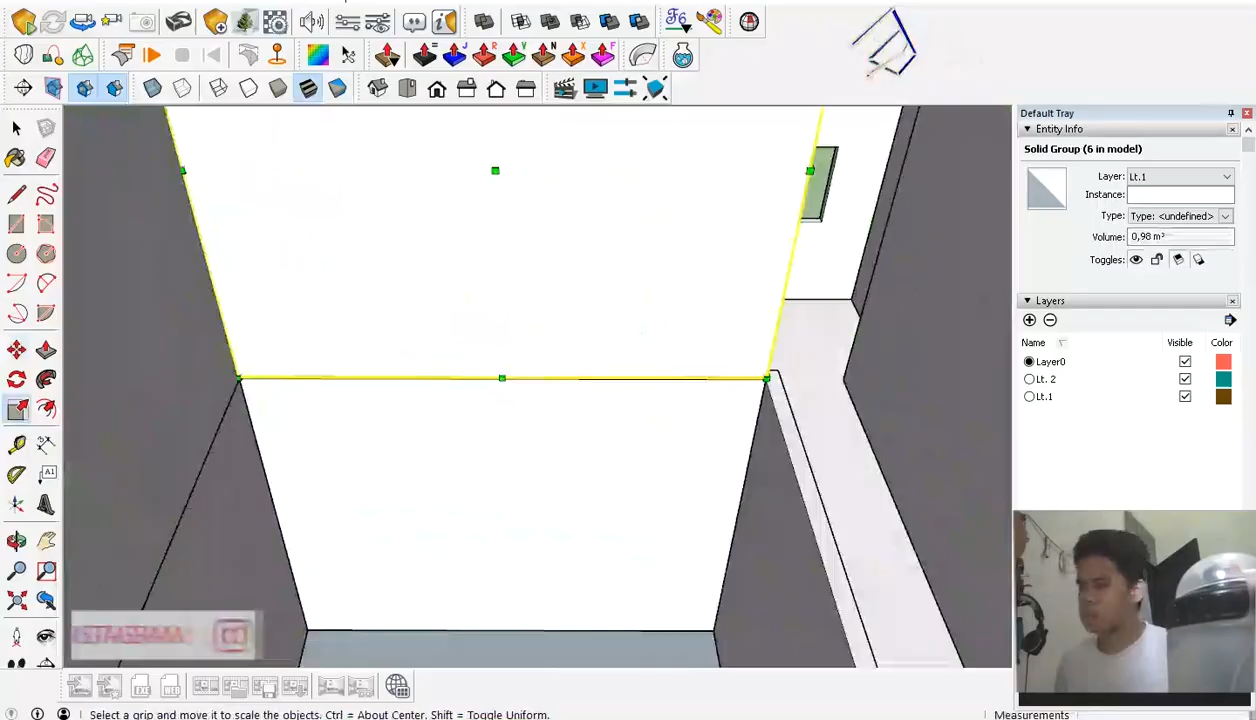 F6
= J R V N X F
Default Tray
Entity Info
Solid Group (6 in model)
Layer: Lt.1
Instance:
Type: Type: <undefined>
Volume: 0,98 m³
Toggles:
Layers
Name Visible Color
Layer0
Lt. 2
Lt.1
A1
Select a grip and move it to scale the objects. Ctrl = About Center, Shift = Toggle Uniform.
Measurements